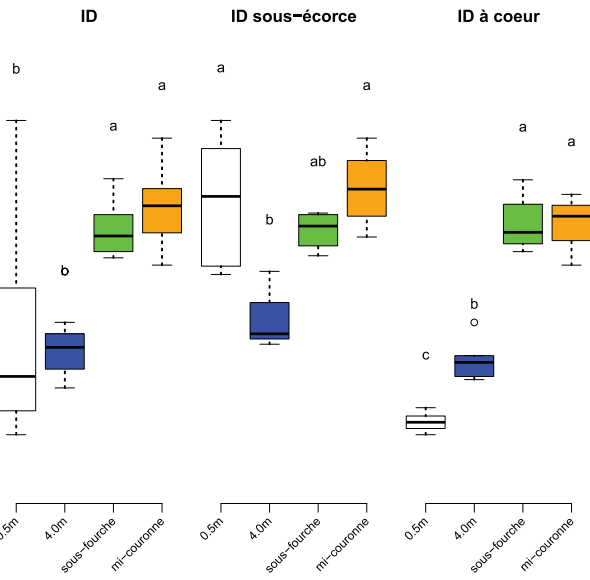 ID
ID sous-écorce
ID à coeur
b
b
a
a
a
b
ab
a
c
b
a
a
0.5m
4.0m
sous-fourche
mi-couronne
0.5m
4.0m
sous-fourche
mi-couronne
0.5m
4.0m
sous-fourche
mi-couronne